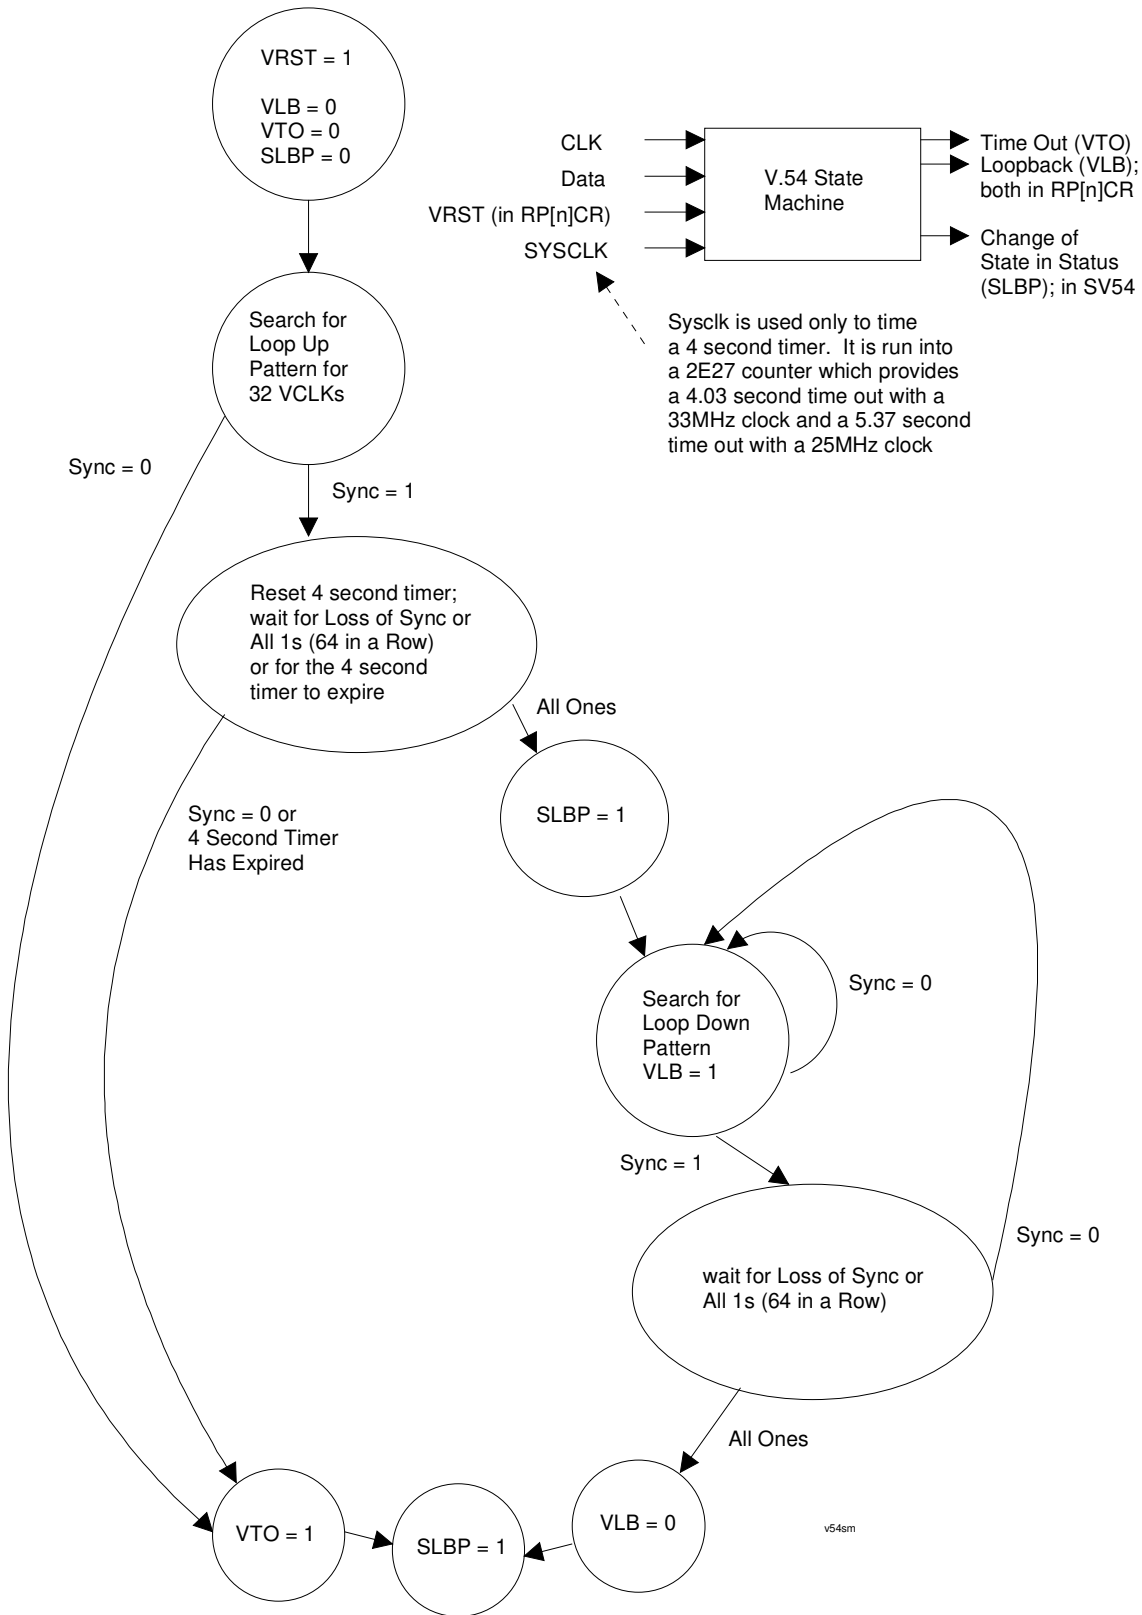 VRST = 1
VLB = 0
VTO = 0
SLBP = 0
CLK
Data
VRST (in RP[n]CR)
SYSCLK
V.54 State
Machine
Time Out (VTO)
Loopback (VLB);
both in RP[n]CR
Change of
State in Status
(SLBP); in SV54
Sysclk is used only to time
a 4 second timer. It is run into
a 2E27 counter which provides
a 4.03 second time out with a
33MHz clock and a 5.37 second
time out with a 25MHz clock
Search for
Loop Up
Pattern for
32 VCLKs
Sync = 0
Sync = 1
Reset 4 second timer;
wait for Loss of Sync or
All 1s (64 in a Row)
or for the 4 second
timer to expire
All Ones
Sync = 0 or
4 Second Timer
Has Expired
SLBP = 1
Search for
Loop Down
Pattern
VLB = 1
Sync = 0
Sync = 1
Sync = 0
wait for Loss of Sync or
All 1s (64 in a Row)
All Ones
VTO = 1
SLBP = 1
VLB = 0
v54sm